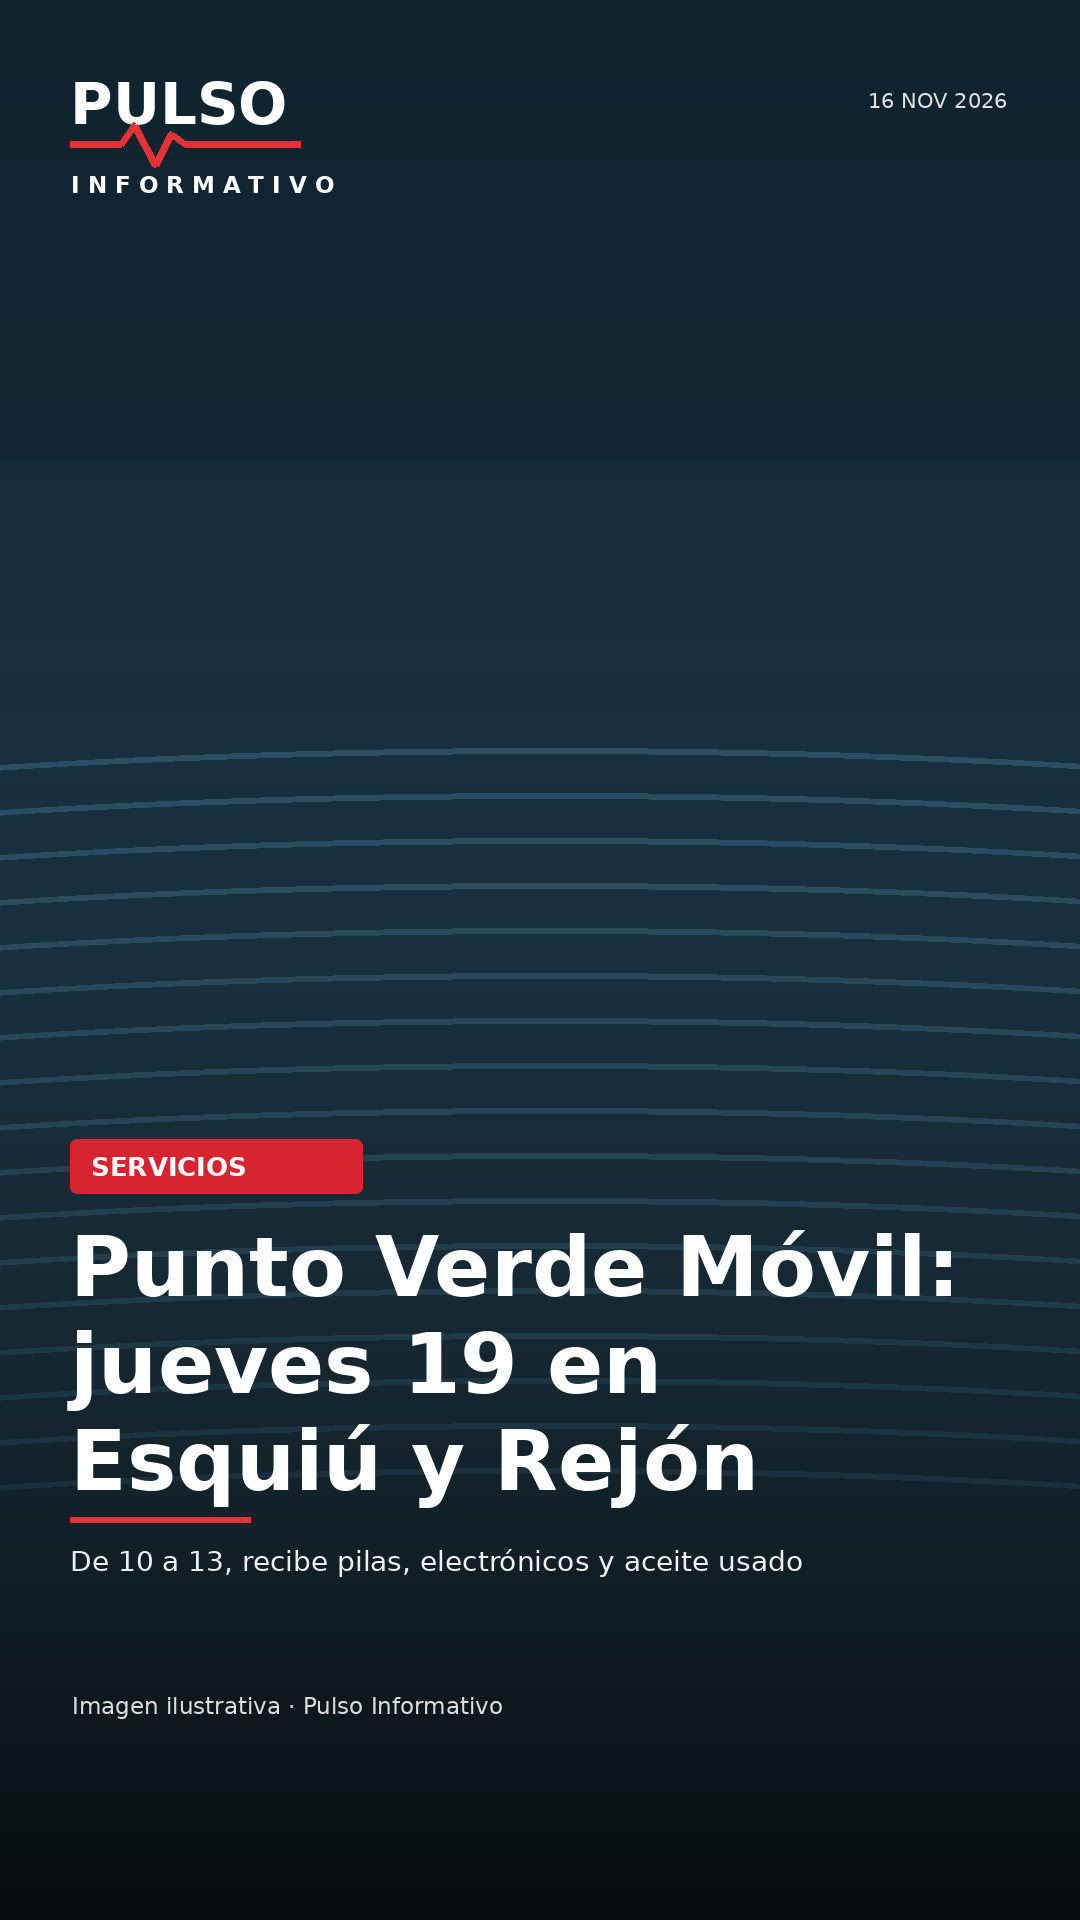 PULSO
INFORMATIVO
16 NOV 2026
SERVICIOS
Punto Verde Móvil:
jueves 19 en
Esquiú y Rejón
De 10 a 13, recibe pilas, electrónicos y aceite usado
Imagen ilustrativa · Pulso Informativo